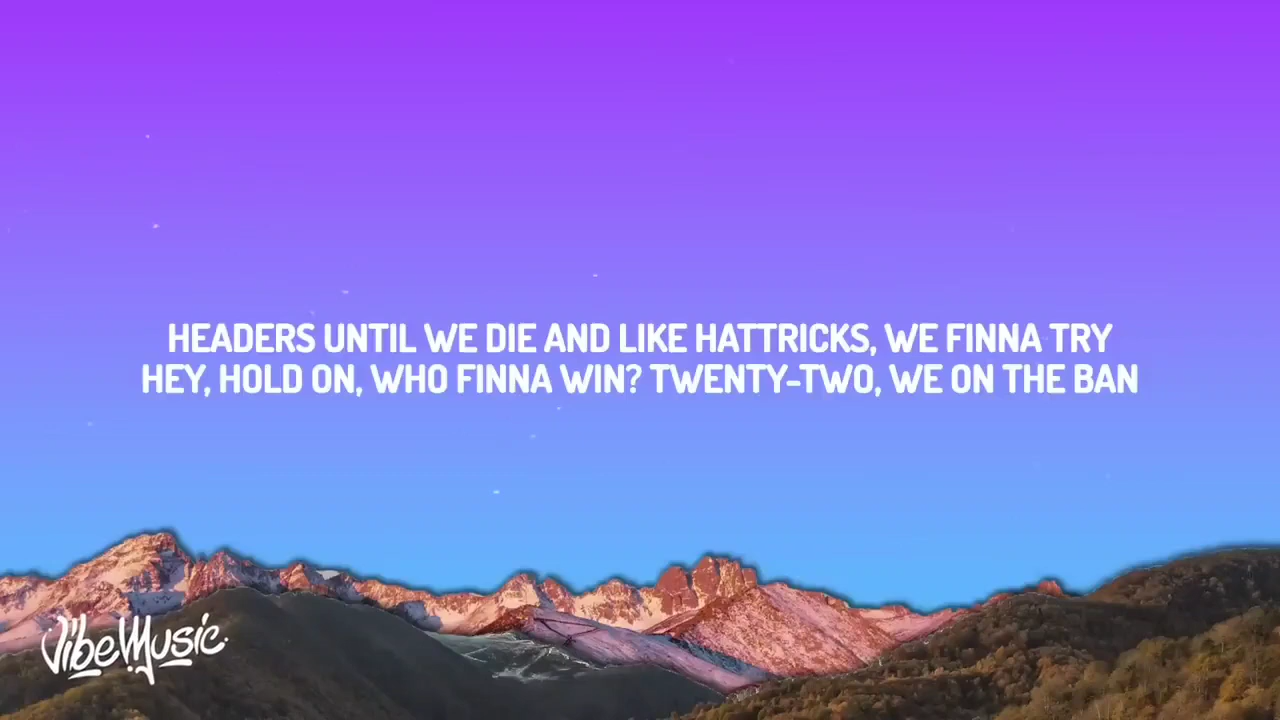 HEADERS UNTIL WE DIE AND LIKE HATTRICKS, WE FINNA TRY
HEY, HOLD ON, WHO FINNA WIN? TWENTY-TWO, WE ON THE BAN
VibeMusic.